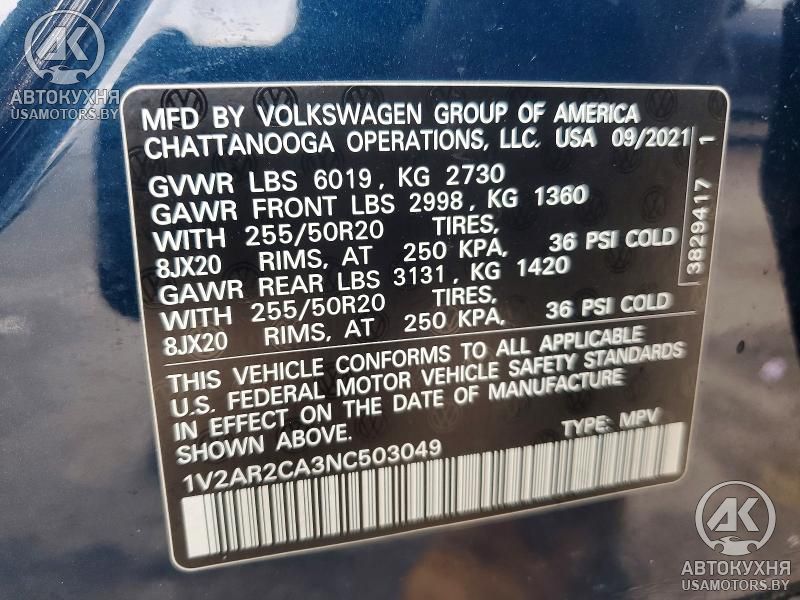 АВТОКУХНЯ
USAMOTORS.BY
MFD BY VOLKSWAGEN GROUP OF AMERICA
CHATTANOOGA OPERATIONS, LLC. USA 09/2021
GVWR LBS 6019, KG 2730
GAWR FRONT LBS 2998, KG 1360
WITH 255/50R20 TIRES,
8JX20 RIMS, AT 250 KPA, 36 PSI COLD
GAWR REAR LBS 3131, KG 1420
WITH 255/50R20 TIRES,
8JX20 RIMS, AT 250 KPA, 36 PSI COLD
THIS VEHICLE CONFORMS TO ALL APPLICABLE
U.S. FEDERAL MOTOR VEHICLE SAFETY STANDARDS
IN EFFECT ON THE DATE OF MANUFACTURE
SHOWN ABOVE.
TYPE: MPV
1V2AR2CA3NC503049
3829417 1
АВТОКУХНЯ
USAMOTORS.BY